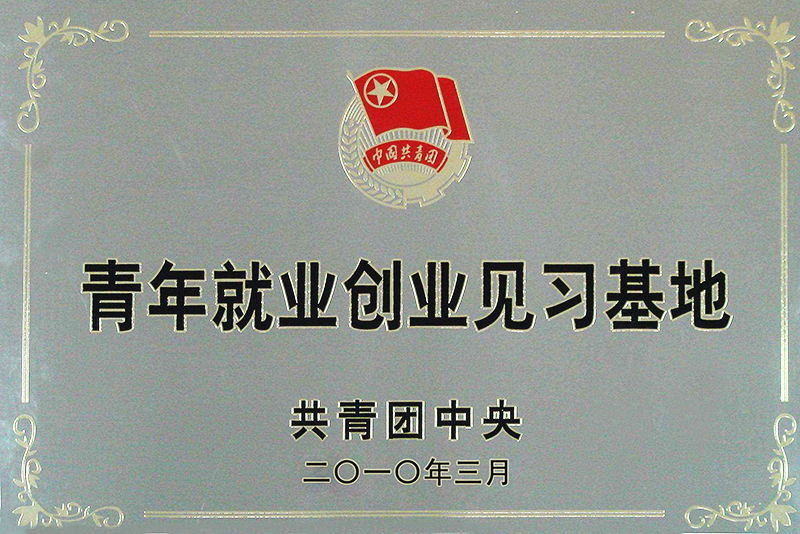 中国共青团
青年就业创业见习基地
共青团中央
二〇一〇年三月